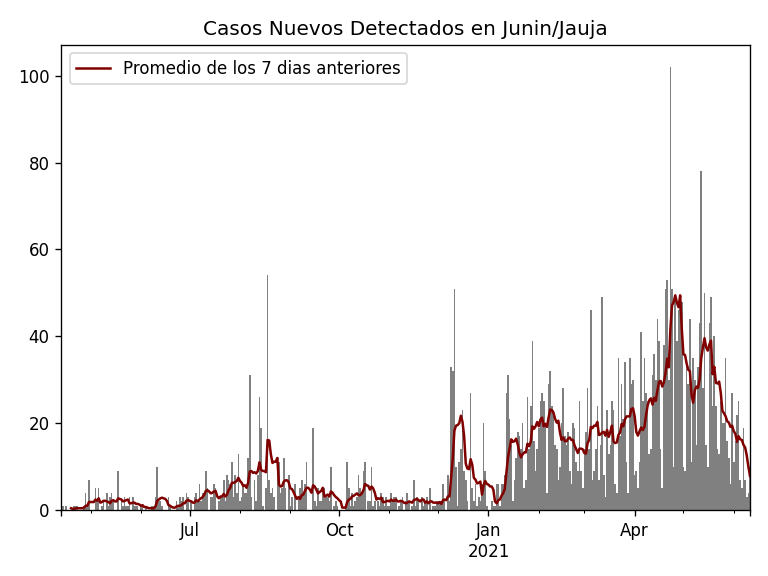 Casos Nuevos Detectados en Junin/Jauja
Promedio de los 7 dias anteriores
100
80
60
40
20
0
Jul
Oct
Jan
2021
Apr